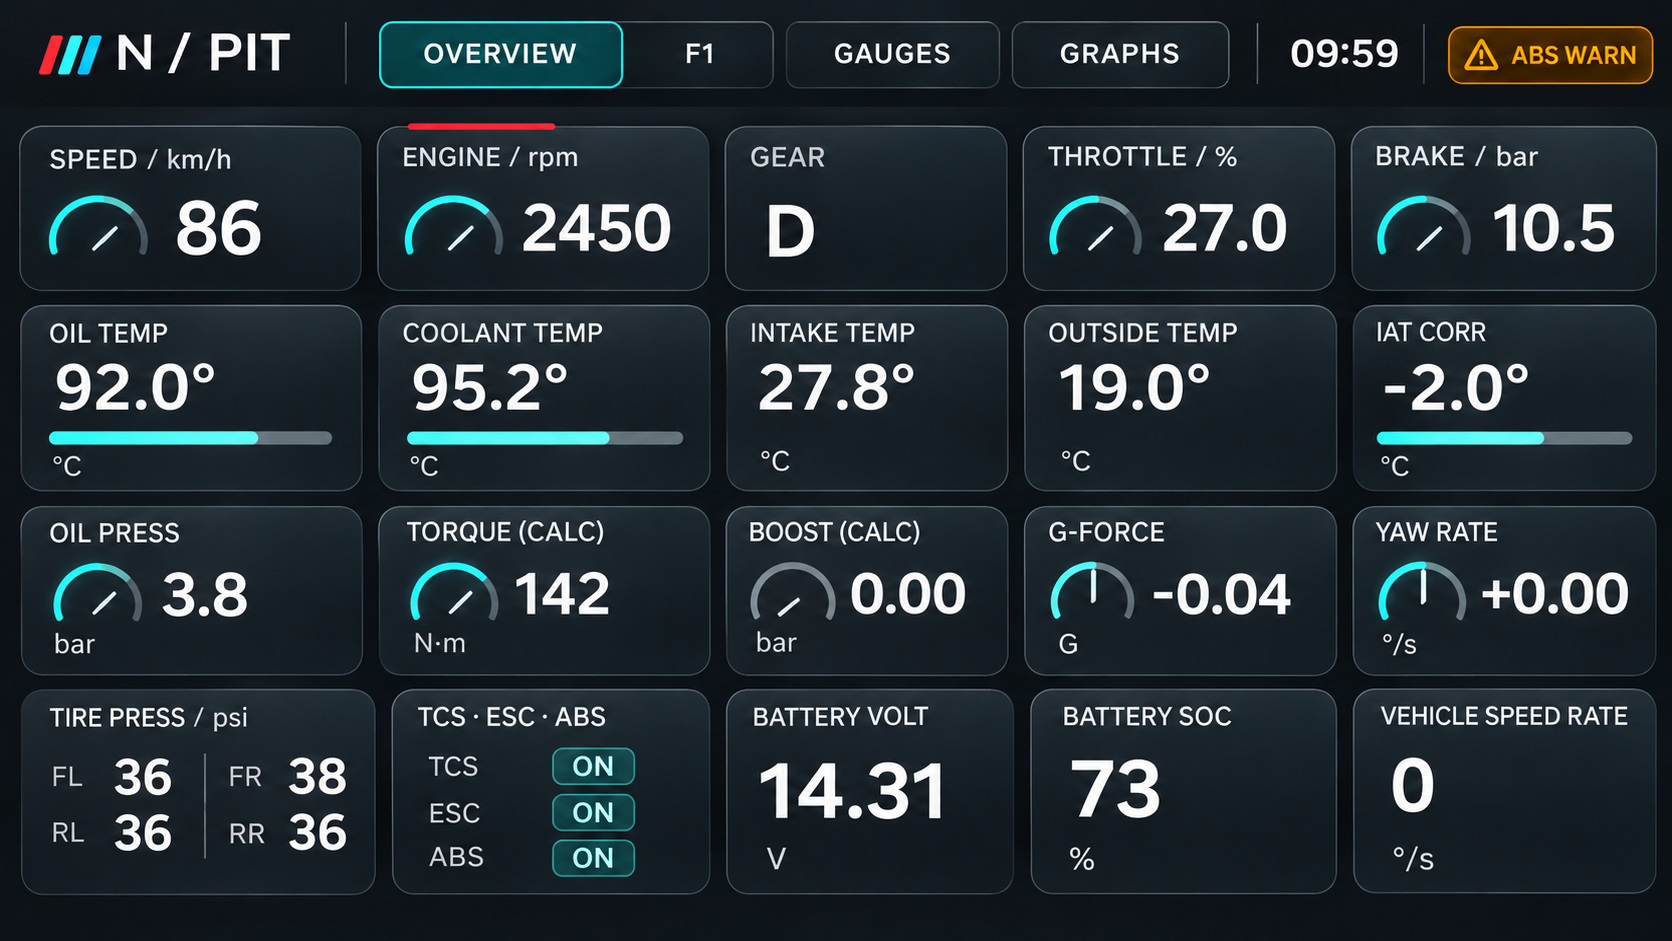 N / PIT
OVERVIEW
F1
GAUGES
GRAPHS
09:59
ABS WARN
SPEED / km/h
86
ENGINE / rpm
2450
GEAR
D
THROTTLE / %
27.0
BRAKE / bar
10.5
OIL TEMP
92.0°
°C
COOLANT TEMP
95.2°
°C
INTAKE TEMP
27.8°
°C
OUTSIDE TEMP
19.0°
°C
IAT CORR
-2.0°
°C
OIL PRESS
3.8
bar
TORQUE (CALC)
142
N·m
BOOST (CALC)
0.00
bar
G-FORCE
-0.04
G
YAW RATE
+0.00
°/s
TIRE PRESS / psi
FL 36 FR 38
RL 36 RR 36
TCS · ESC · ABS
TCS ON
ESC ON
ABS ON
BATTERY VOLT
14.31
V
BATTERY SOC
73
%
VEHICLE SPEED RATE
0
°/s